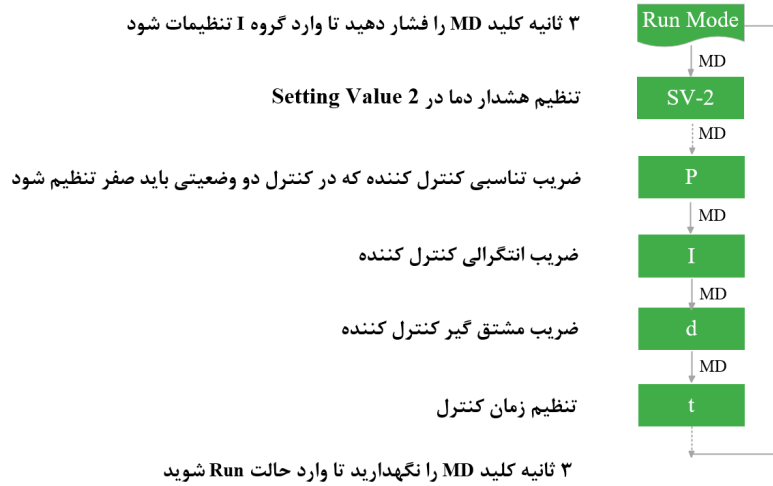 ۳ ثانیه کلید MD را فشار دهید تا وارد گروه I تنظیمات شود
Run Mode
MD
تنظیم هشدار دما در Setting Value 2
SV-2
MD
ضریب تناسبی کنترل کننده که در کنترل دو وضعیتی باید صفر تنظیم شود
P
MD
ضریب انتگرالی کنترل کننده
I
MD
ضریب مشتق گیر کنترل کننده
d
MD
تنظیم زمان کنترل
t
۳ ثانیه کلید MD را نگهدارید تا وارد حالت Run شوید